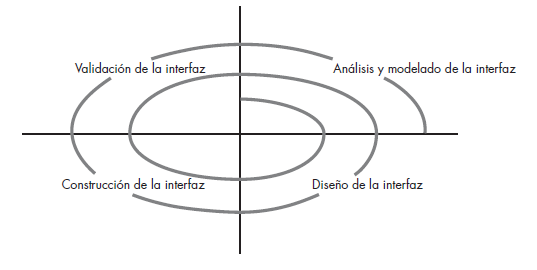 Validación de la interfaz
Análisis y modelado de la interfaz
Construcción de la interfaz
Diseño de la interfaz